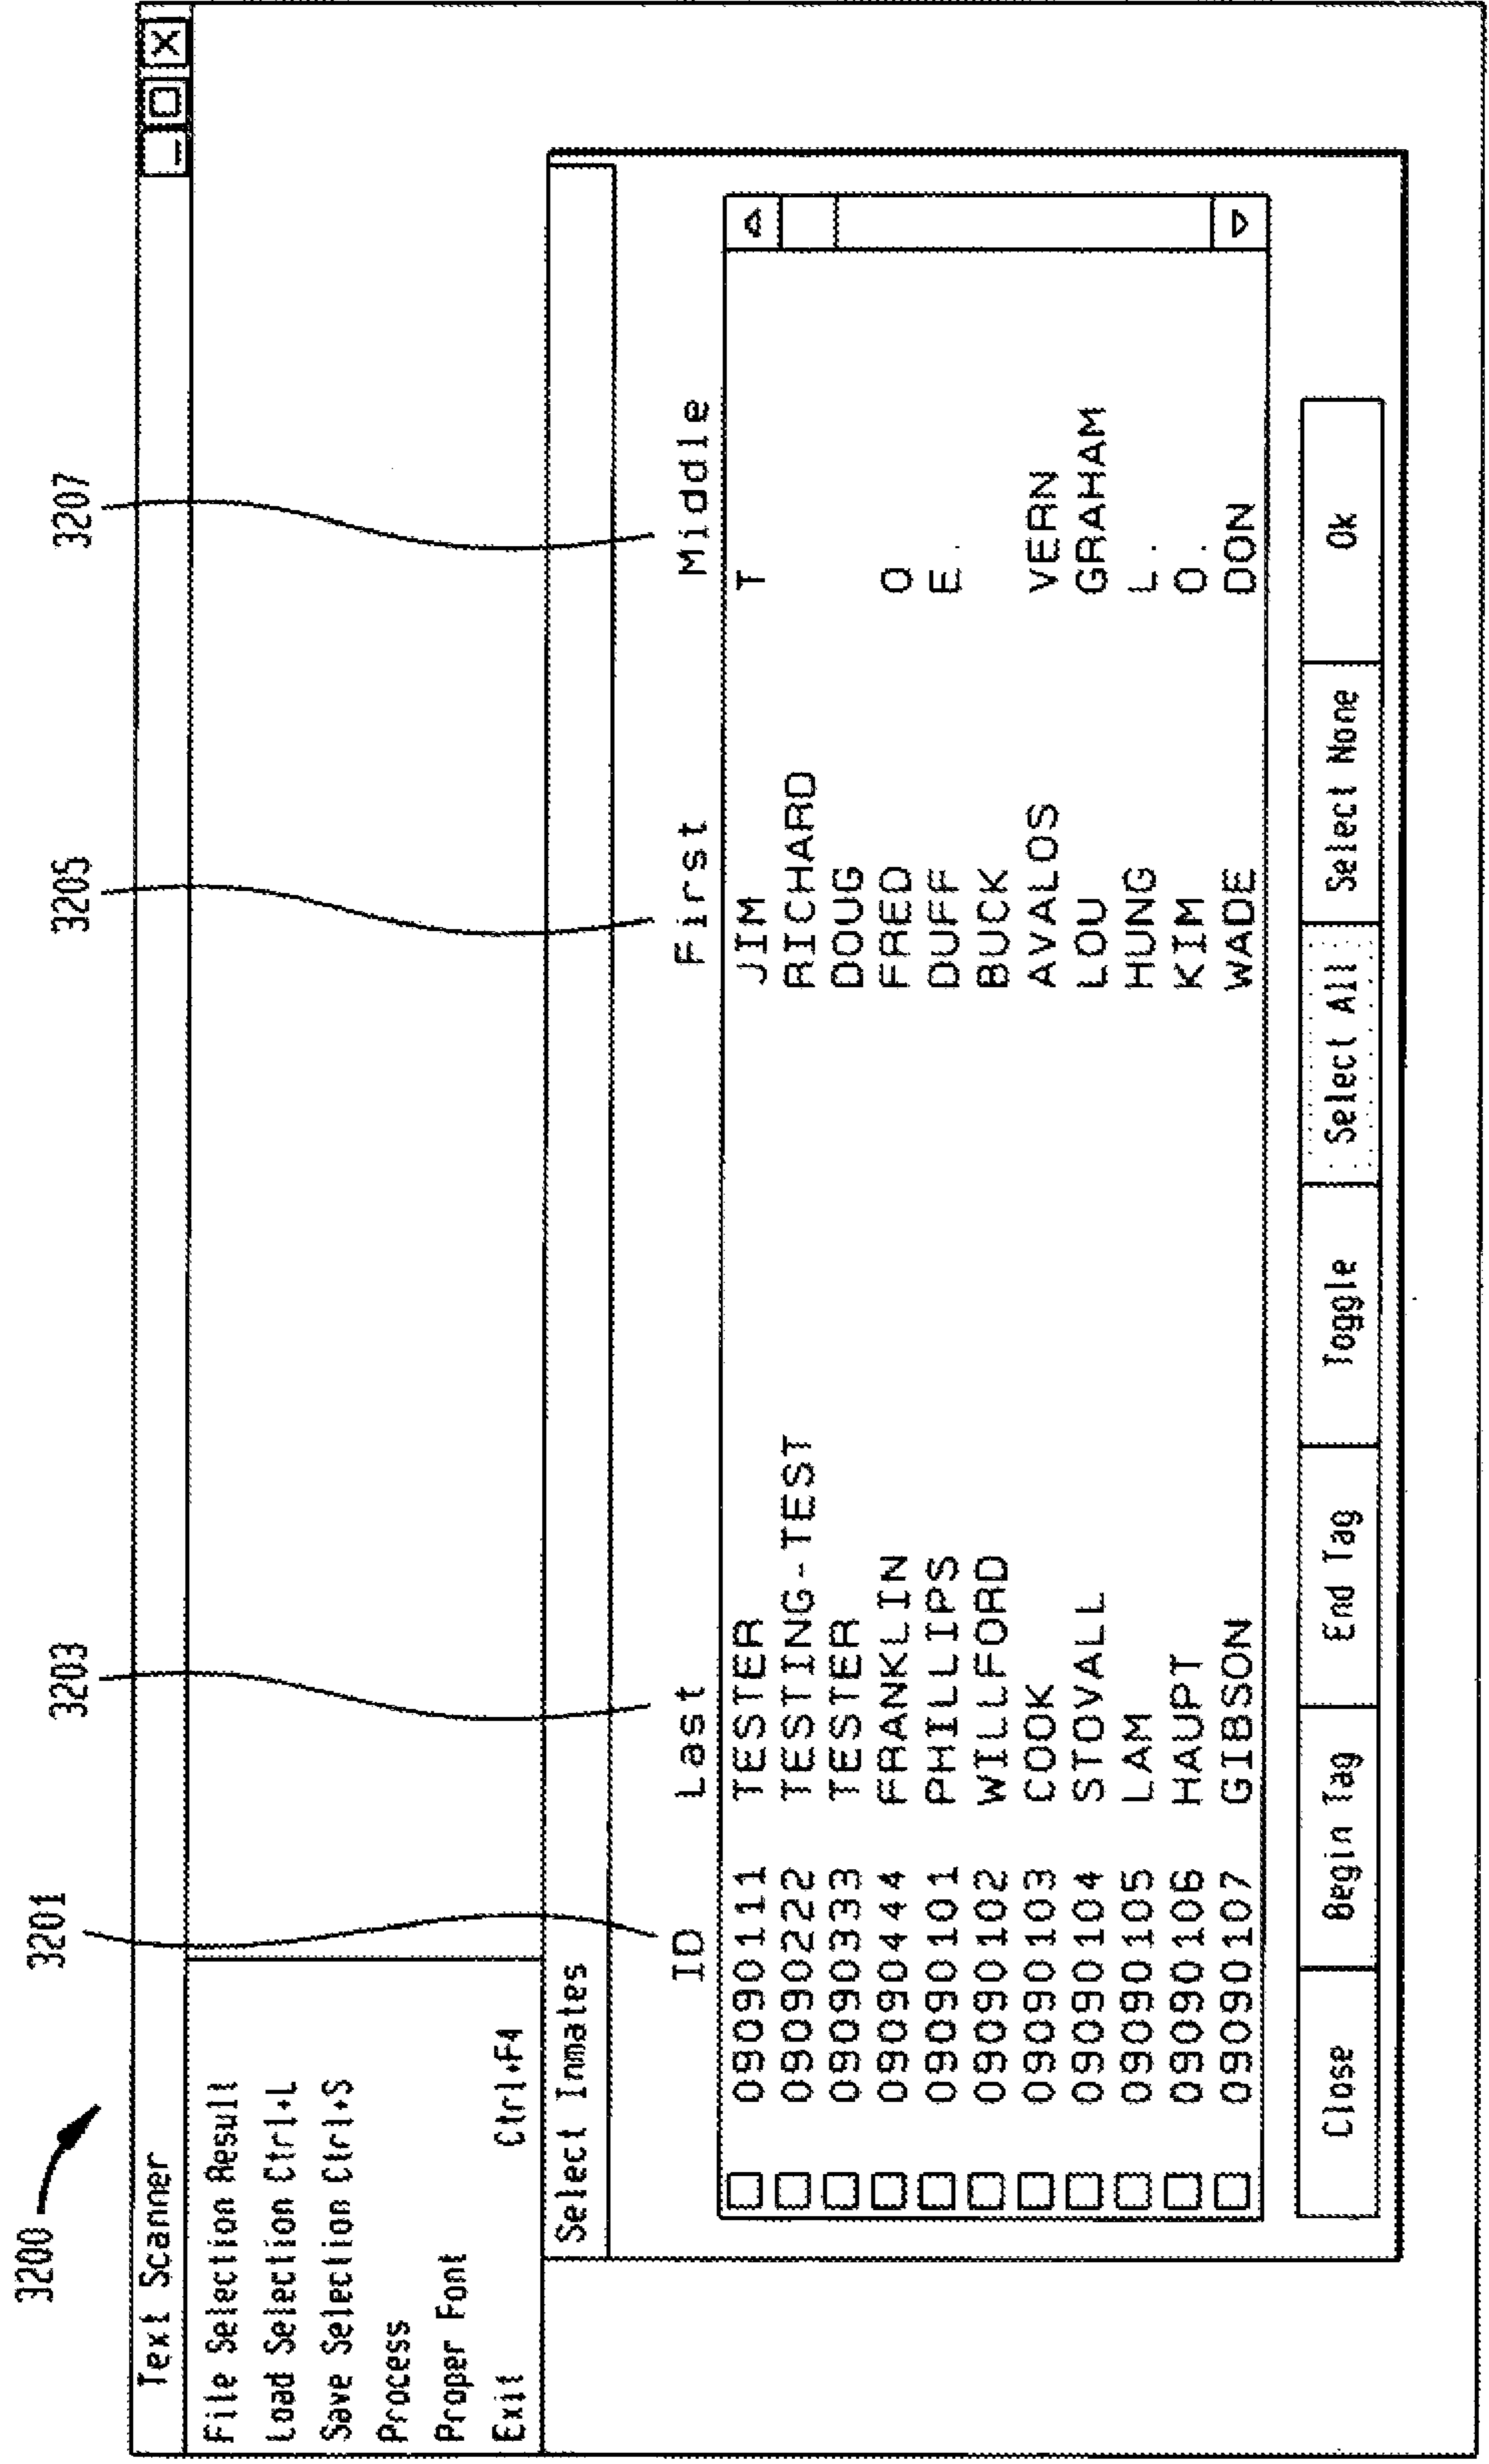 3200
3201
3203
3205
3207
Text Scanner
File Selection Result
Load Selection Ctrl+L
Save Selection Ctrl+S
Process
Proper Font
Exit Ctrl+F4
Select Inmates
ID Last First Middle
09090111 TESTER JIM T
09090222 TESTING-TEST RICHARD
09090333 TESTER DOUG
09090444 FRANKLIN FRED O
09090101 PHILLIPS DUFF E.
09090102 WILLFORD BUCK
09090103 COOK AVALOS VERN
09090104 STOVALL LOU GRAHAM
09090105 LAM HUNG L.
09090106 HAUPT KIM O.
09090107 GIBSON WADE DON
Close Begin Tag End Tag Toggle Select All Select None Ok